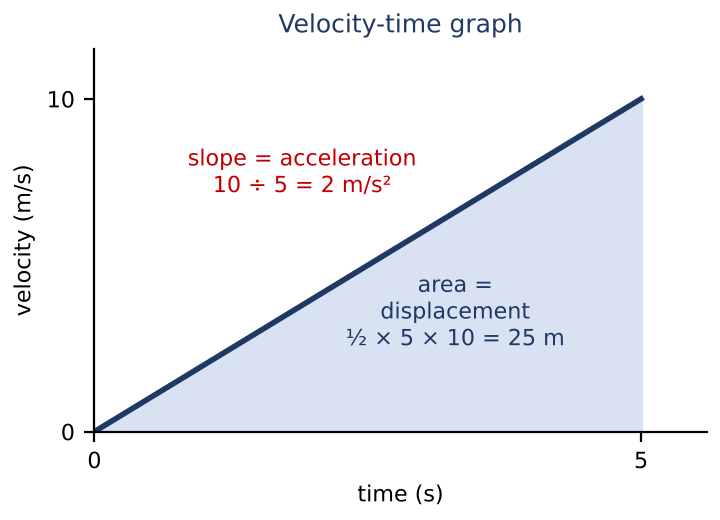 Velocity-time graph
10
slope = acceleration
10 ÷ 5 = 2 m/s²
velocity (m/s)
area =
displacement
½ × 5 × 10 = 25 m
0
0
5
time (s)